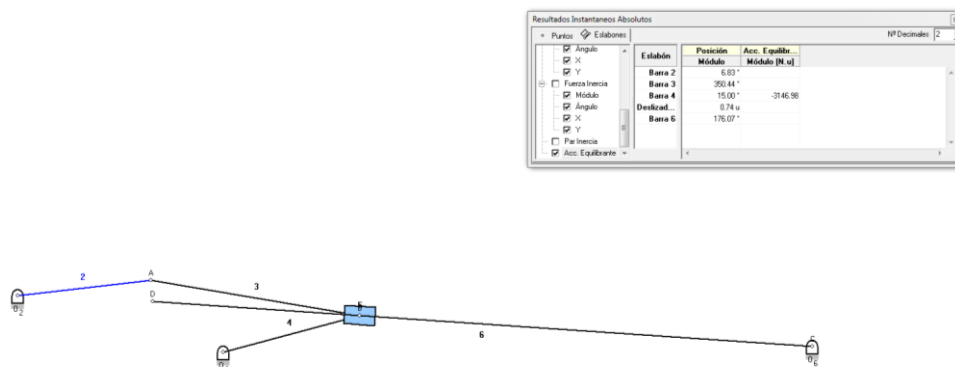 Resultados Instantaneos Absolutos
Puntos Eslabones Nº Decimales 2
Ángulo
X
Y
Fuerza Inercia
Módulo
Ángulo
X
Y
Par Inercia
Acc. Equilibrante
Eslabón Posición Acc. Equilibr...
Módulo Módulo [N.u]
Barra 2 6.83 °
Barra 3 350.44 °
Barra 4 15.00 ° -3146.98
Deslizad... 0.74 u
Barra 6 176.07 °
2
A
3
D
O2
4
6
C
O6